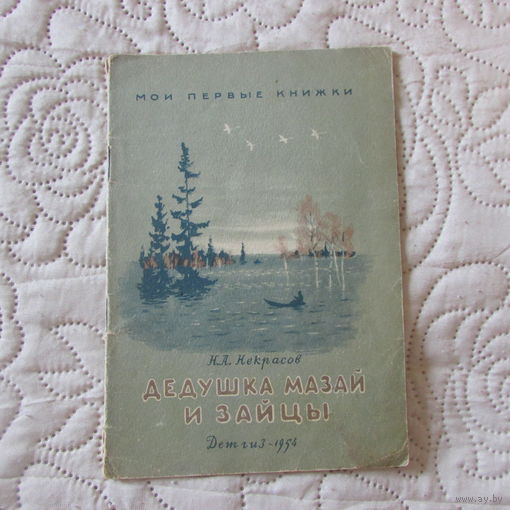 МОИ ПЕРВЫЕ КНИЖКИ
Н.А. Некрасов
ДЕДУШКА МАЗАЙ
И ЗАЙЦЫ
Детгиз-1954
www.ay.by